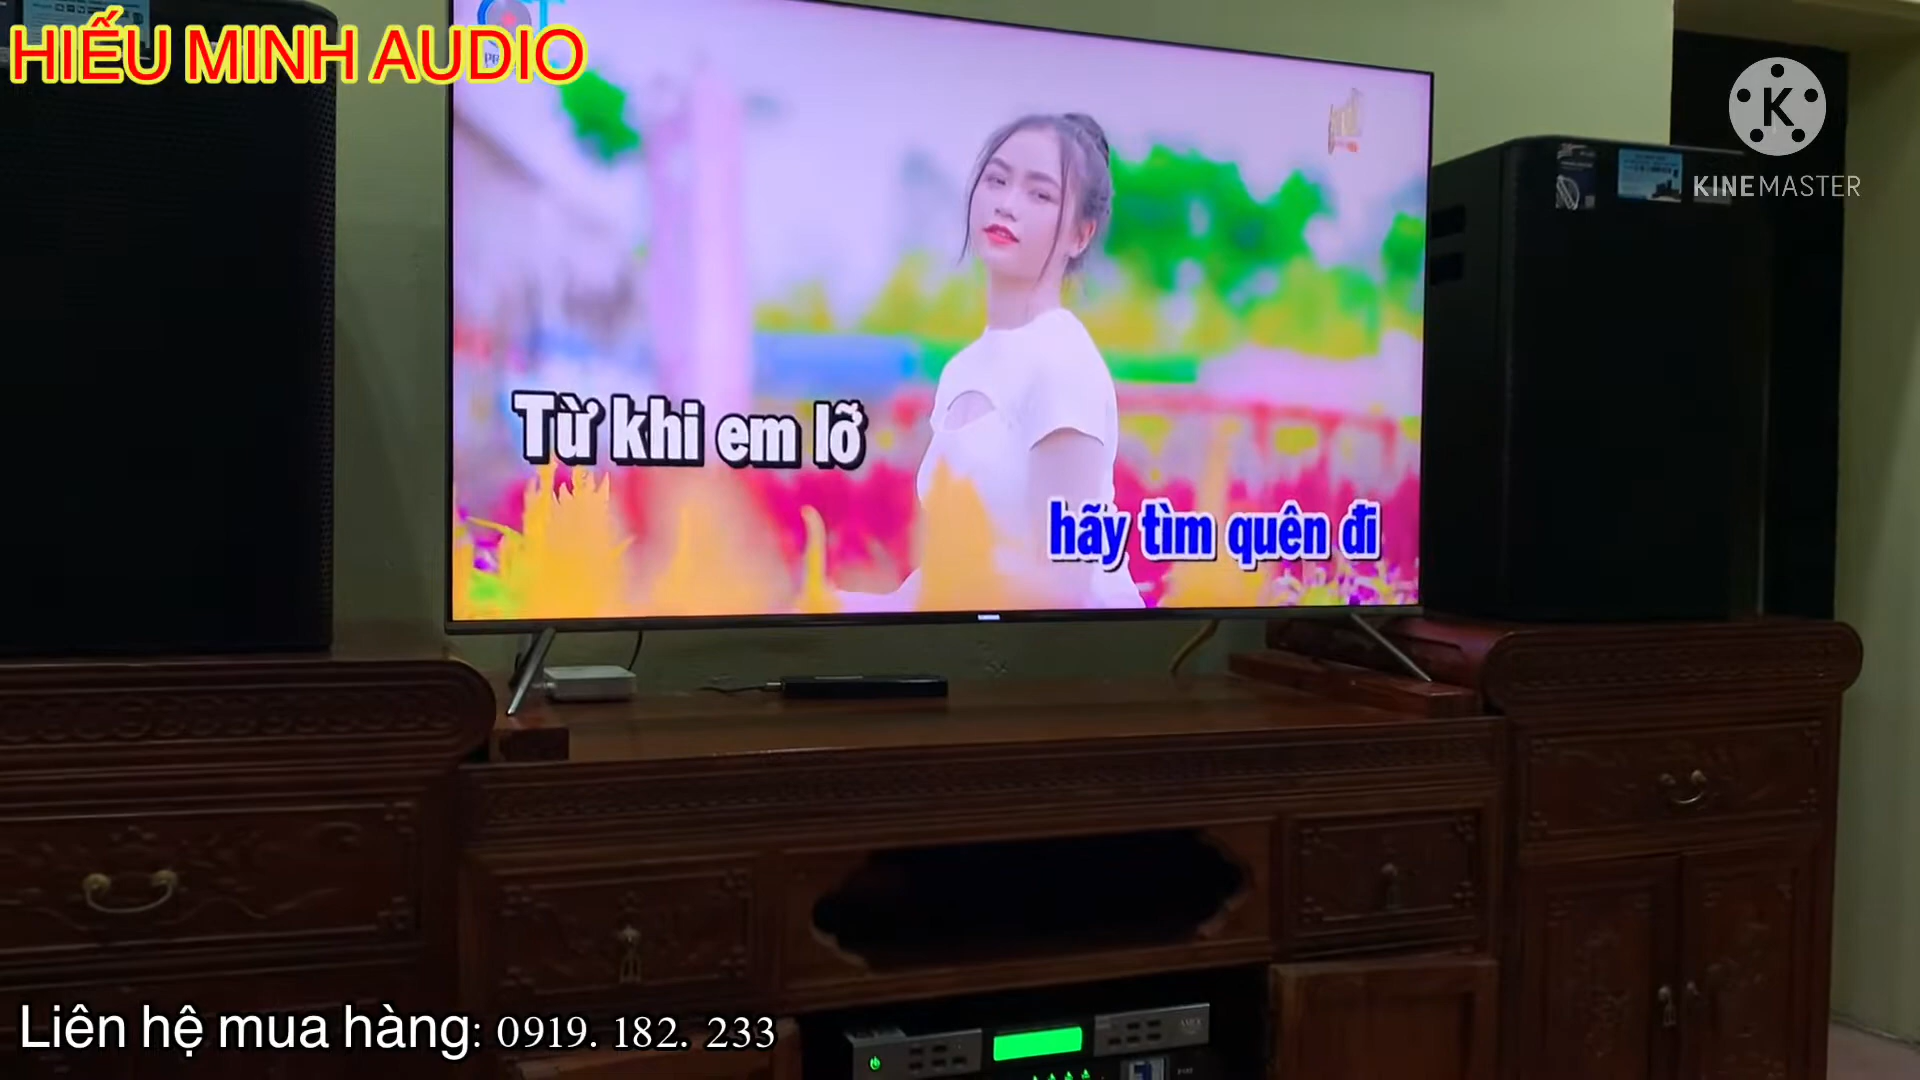 HIẾU MINH AUDIO
KINEMASTER
Từ khi em lỡ
hãy tìm quên đi
Liên hệ mua hàng: 0919. 182. 233